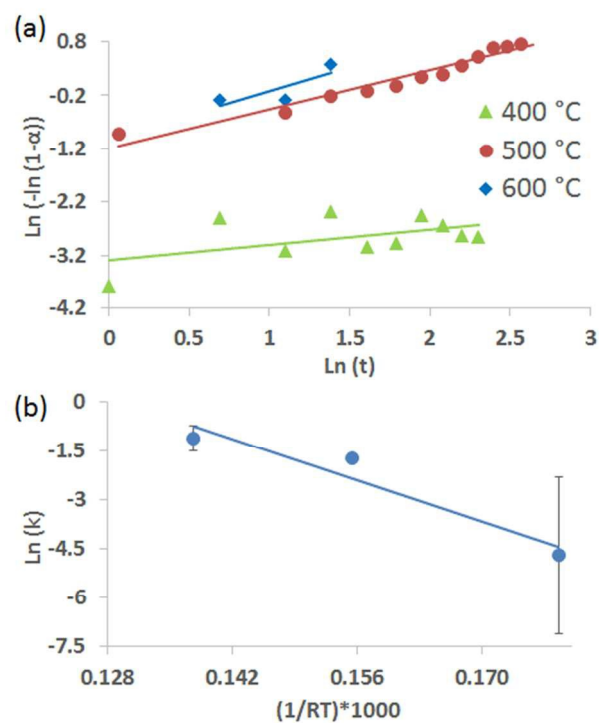 (a)
0.8
-0.2
-1.2
-2.2
-3.2
-4.2
Ln (-ln (1-α))
400 °C
500 °C
600 °C
0 0.5 1 1.5 2 2.5 3
Ln (t)
(b)
0
-1.5
-3
-4.5
-6
-7.5
Ln (k)
0.128 0.142 0.156 0.170
(1/RT)*1000